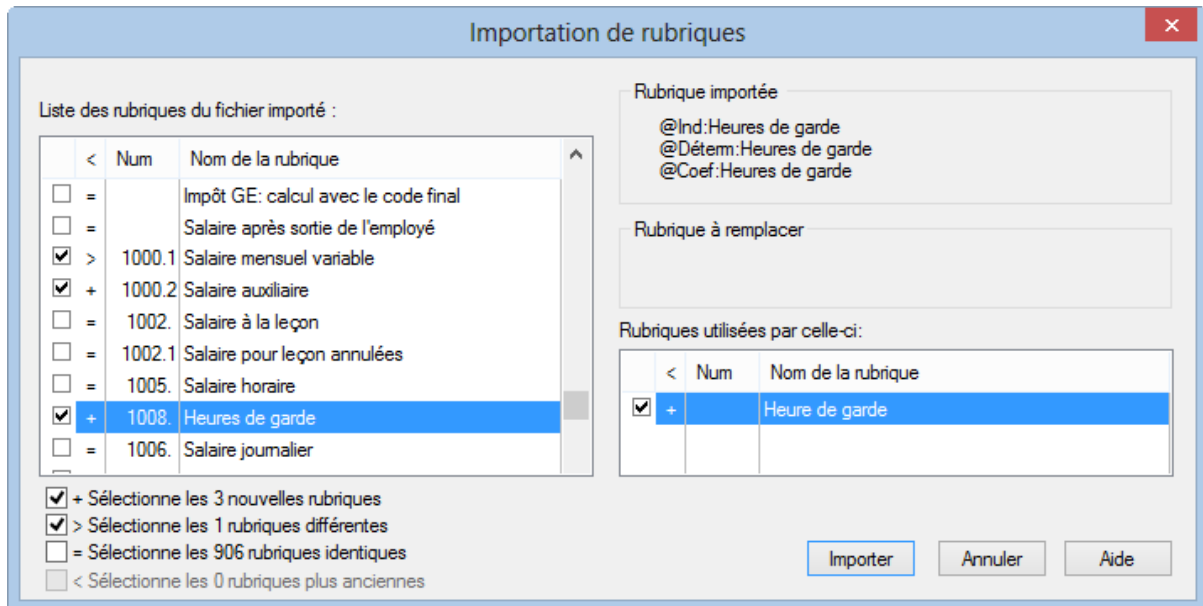 Importation de rubriques
Liste des rubriques du fichier importé :
< Num Nom de la rubrique
= Impôt GE: calcul avec le code final
= Salaire après sortie de l'employé
> 1000.1 Salaire mensuel variable
+ 1000.2 Salaire auxiliaire
= 1002. Salaire à la leçon
= 1002.1 Salaire pour leçon annulées
= 1005. Salaire horaire
+ 1008. Heures de garde
= 1006. Salaire journalier
+ Sélectionne les 3 nouvelles rubriques
> Sélectionne les 1 rubriques différentes
= Sélectionne les 906 rubriques identiques
< Sélectionne les 0 rubriques plus anciennes
Rubrique importée
@Ind:Heures de garde
@Déterm:Heures de garde
@Coef:Heures de garde
Rubrique à remplacer
Rubriques utilisées par celle-ci:
< Num Nom de la rubrique
+ Heure de garde
Importer Annuler Aide